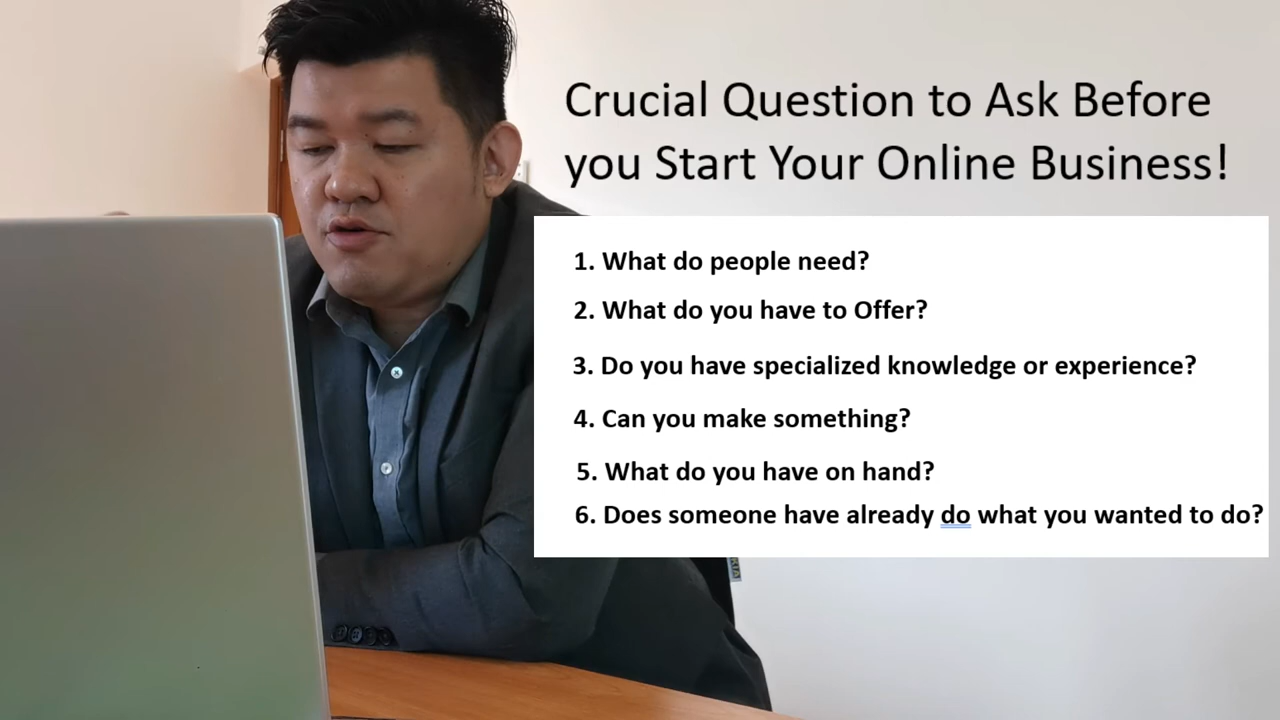 Crucial Question to Ask Before
you Start Your Online Business!
1. What do people need?
2. What do you have to Offer?
3. Do you have specialized knowledge or experience?
4. Can you make something?
5. What do you have on hand?
6. Does someone have already do what you wanted to do?